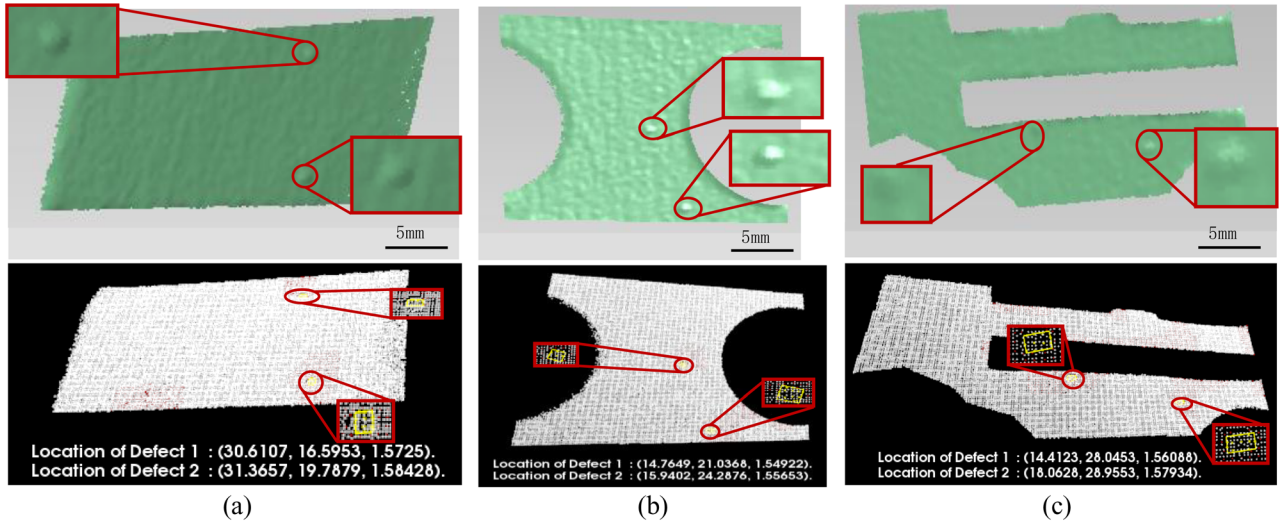 5mm
5mm
5mm
Location of Defect 1 : (30.6107, 16.5953, 1.5725).
Location of Defect 2 : (31.3657, 19.7879, 1.58428).
Location of Defect 1 : (14.7649, 21.0368, 1.54922).
Location of Defect 2 : (15.9402, 24.2876, 1.55653).
Location of Defect 1 : (14.4123, 28.0453, 1.56088).
Location of Defect 2 : (18.0628, 28.9553, 1.57934).
(a)
(b)
(c)